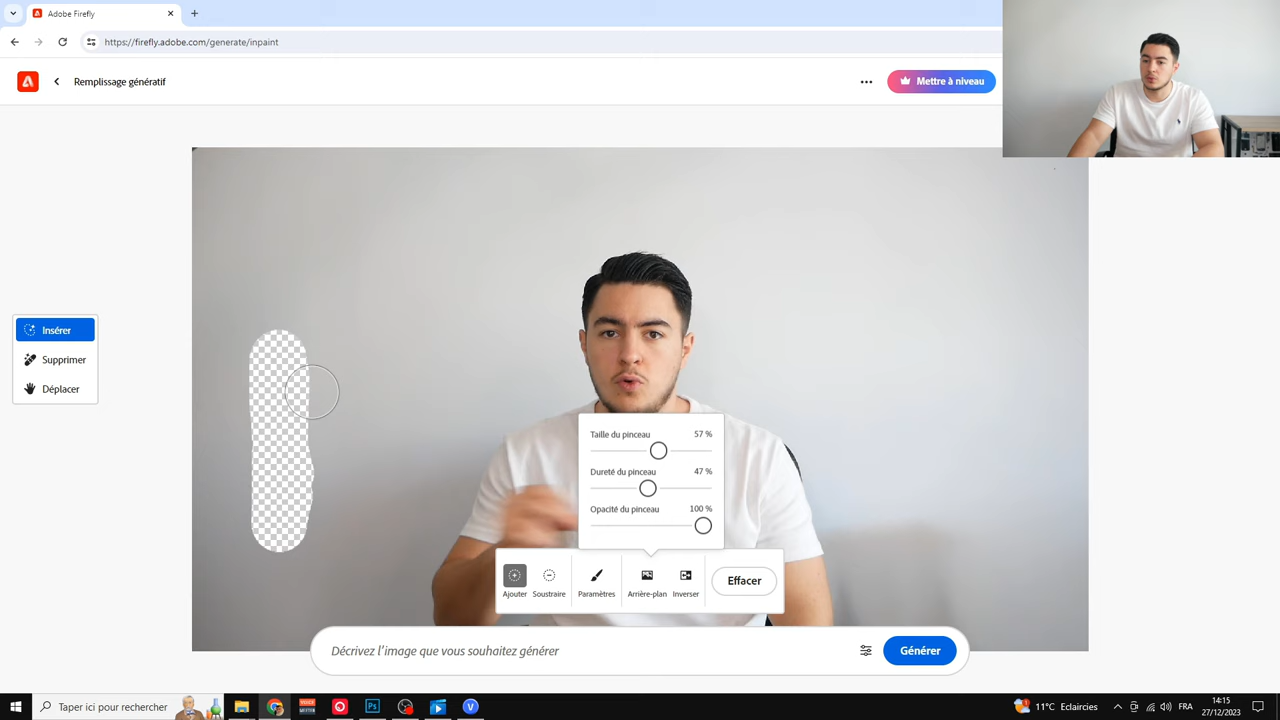 Adobe Firefly
https://firefly.adobe.com/generate/inpaint
Remplissage génératif
Mettre à niveau
Insérer
Supprimer
Déplacer
Taille du pinceau 57 %
Dureté du pinceau 47 %
Opacité du pinceau 100 %
Ajouter Soustraire Paramètres Arrière-plan Inverser Effacer
Décrivez l'image que vous souhaitez générer Générer
Taper ici pour rechercher
Ps
V
11°C Eclaircies
FRA
14:15
27/12/2023